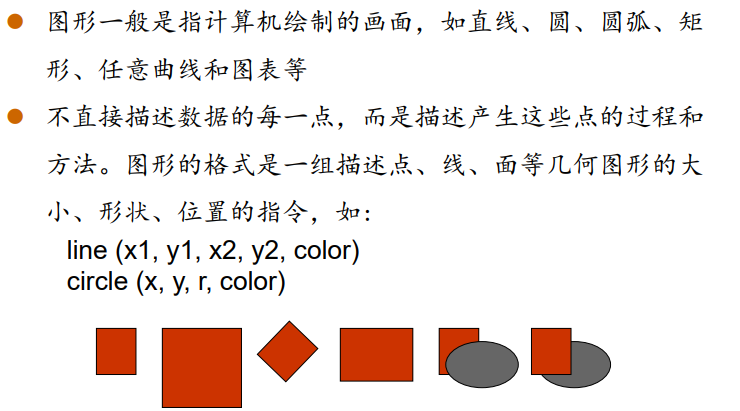 图形一般是指计算机绘制的画面，如直线、圆、圆弧、矩
形、任意曲线和图表等
不直接描述数据的每一点，而是描述产生这些点的过程和
方法。图形的格式是一组描述点、线、面等几何图形的大
小、形状、位置的指令，如：
line (x1, y1, x2, y2, color)
circle (x, y, r, color)